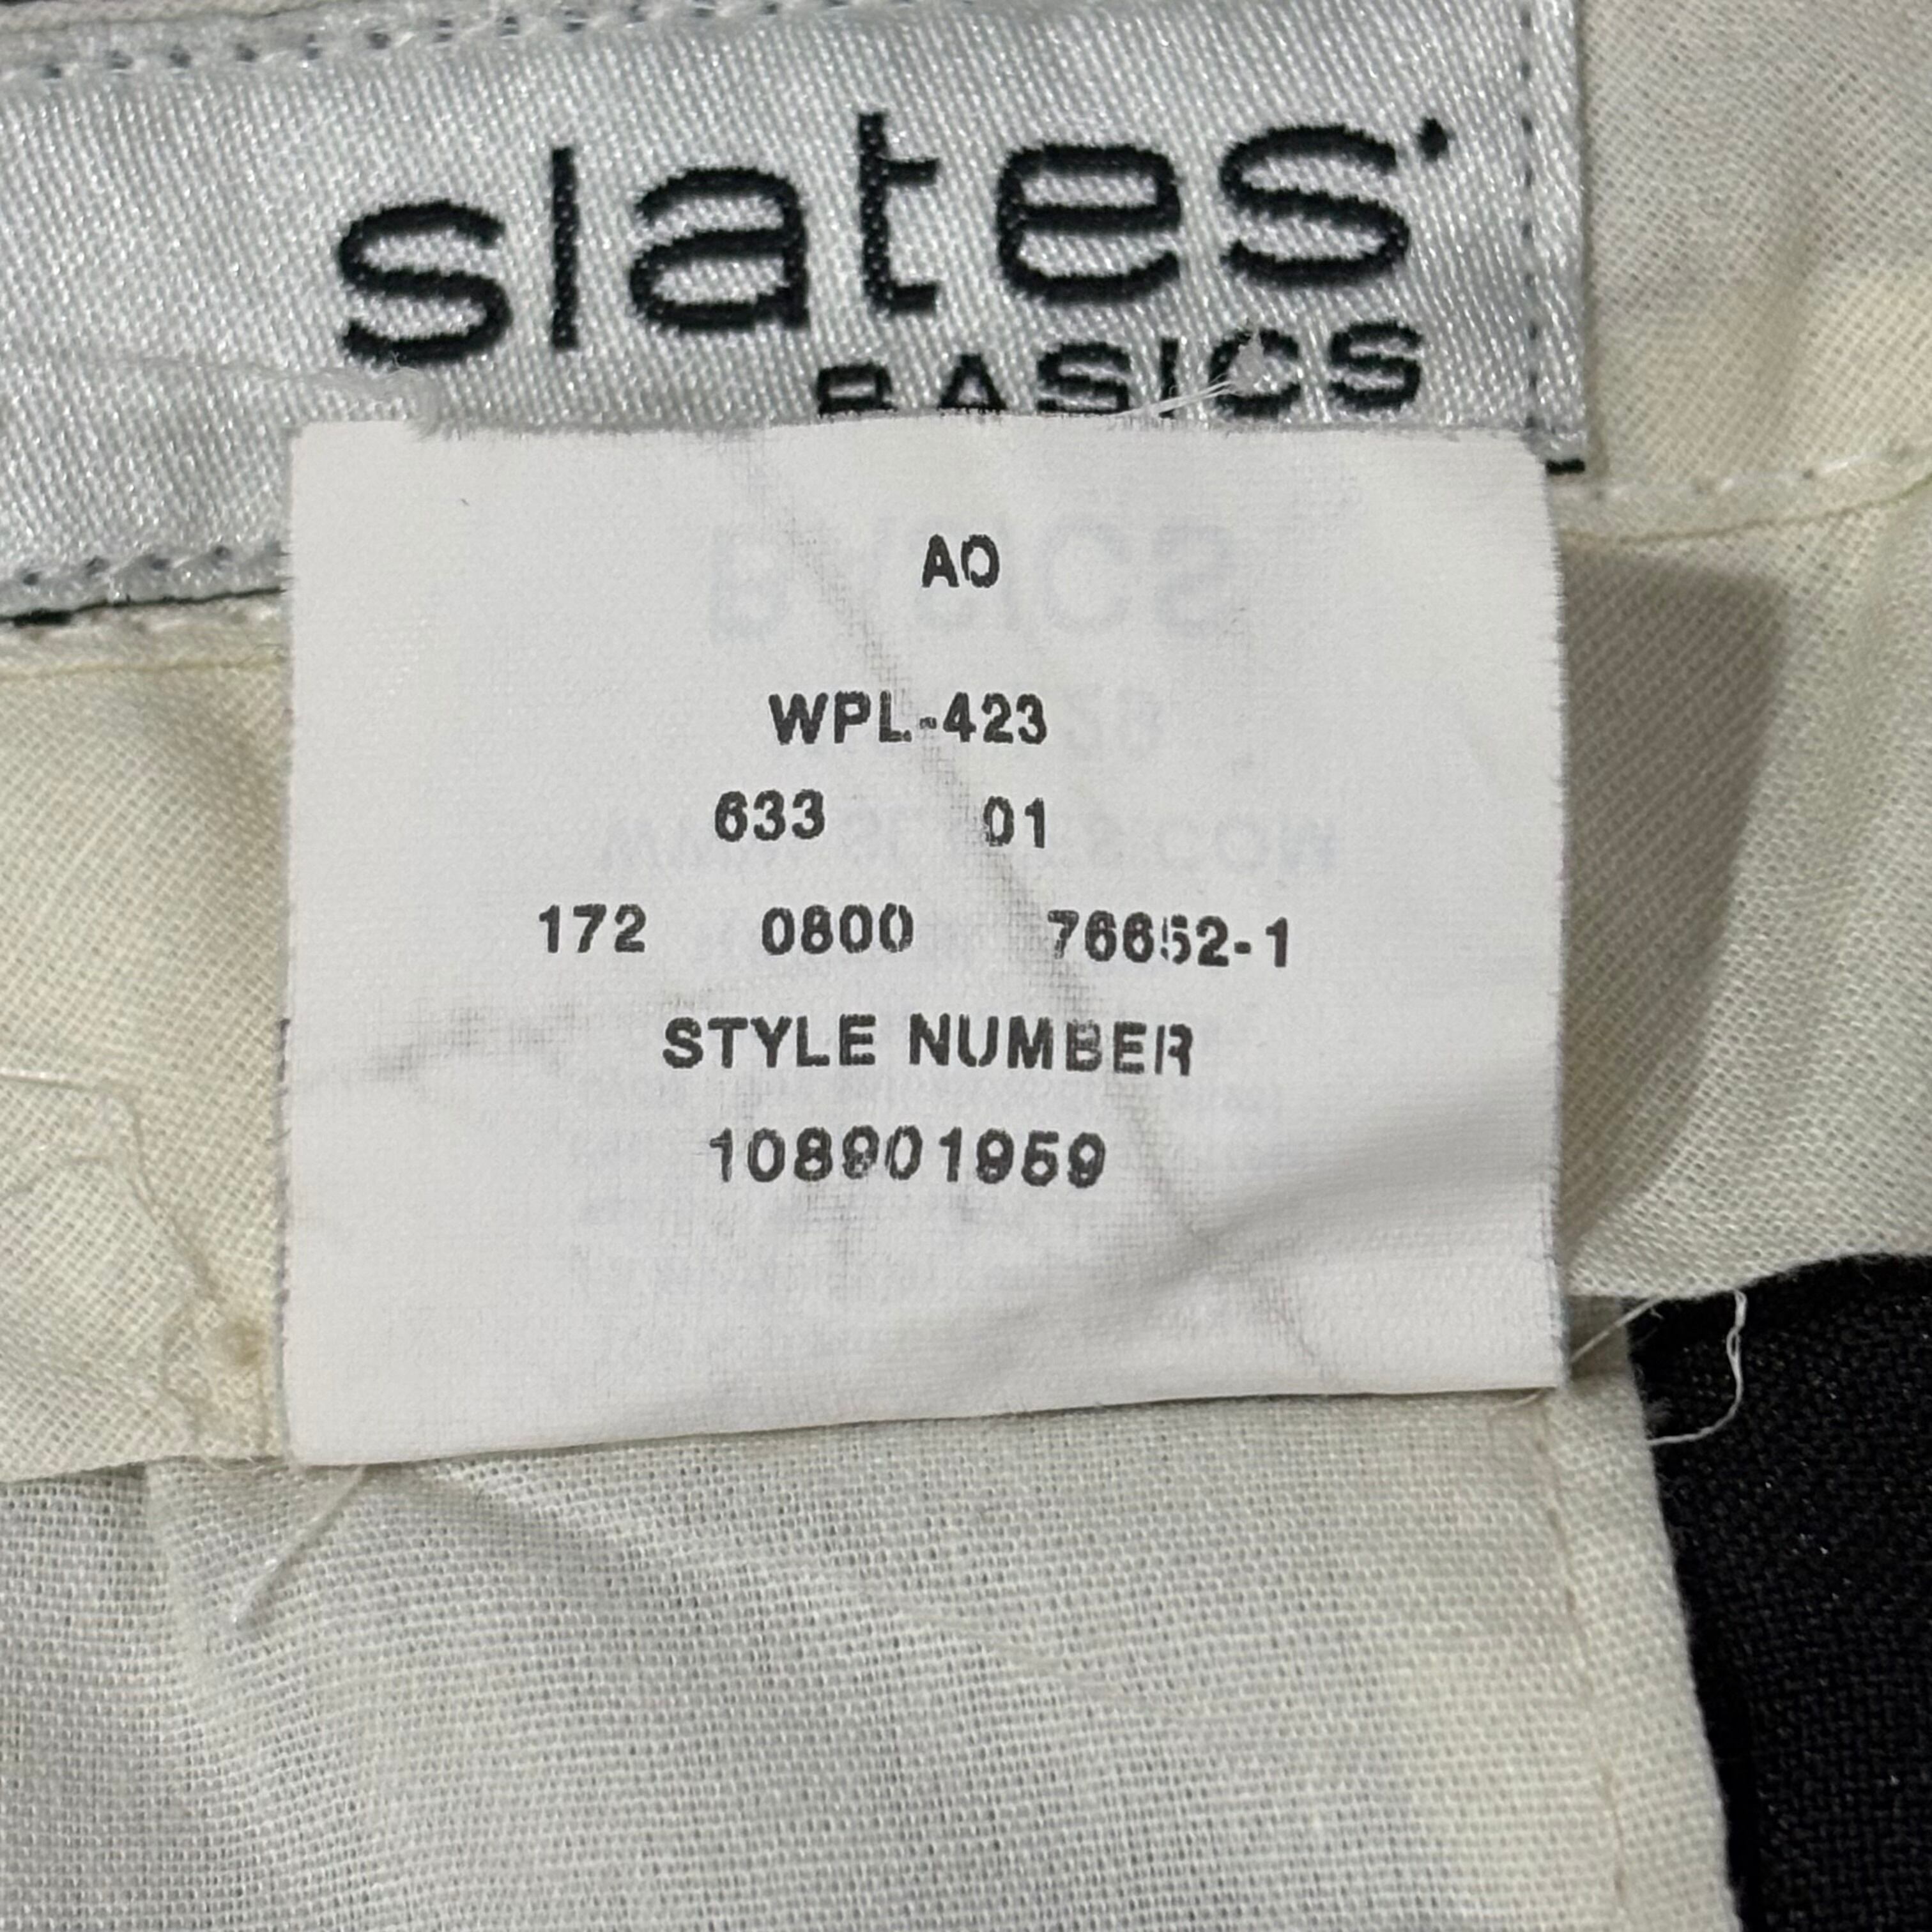 slates
BASICS
AO
WPL-423
633 01
172 0800 76652-1
STYLE NUMBER
108901959